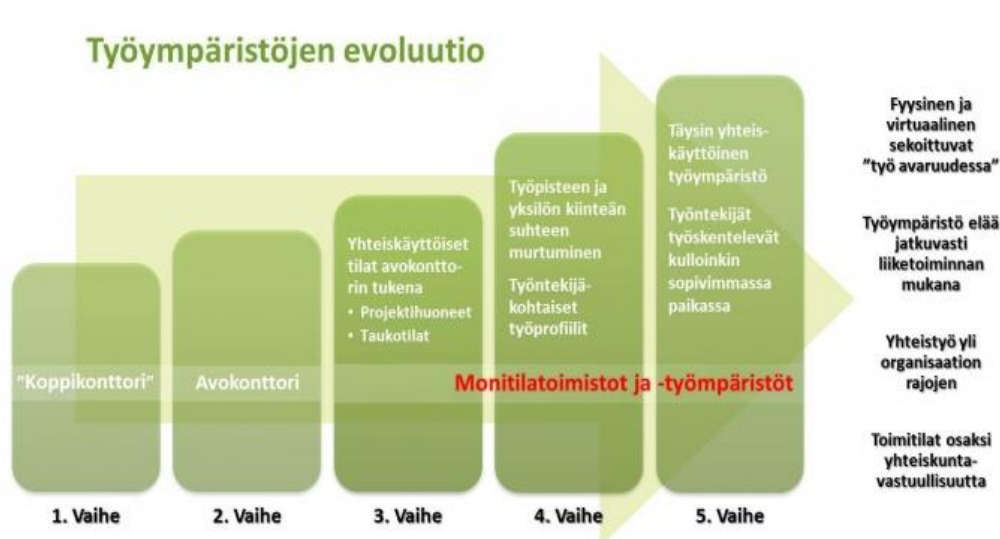 Työympäristöjen evoluutio
"Koppikonttori"
1. Vaihe
Avokonttori
2. Vaihe
Yhteiskäyttöiset
tilat avokontto-
rin tukena
• Projektihuoneet
• Taukotilat
3. Vaihe
Työpisteen ja
yksilön kiinteän
suhteen
murtuminen
Työntekijä-
kohtaiset
työprofiilit
4. Vaihe
Täysin yhteis-
käyttöinen
työympäristö
Työntekijät
työskentelevät
kulloinkin
sopivimmassa
paikassa
5. Vaihe
Monitilatoimistot ja -työmpäristöt
Fyysinen ja
virtuaalinen
sekoittuvat
"työ avaruudessa"
Työympäristö elää
jatkuvasti
liiketoiminnan
mukana
Yhteistyö yli
organisaation
rajojen
Toimitilat osaksi
yhteiskunta-
vastuullisuutta